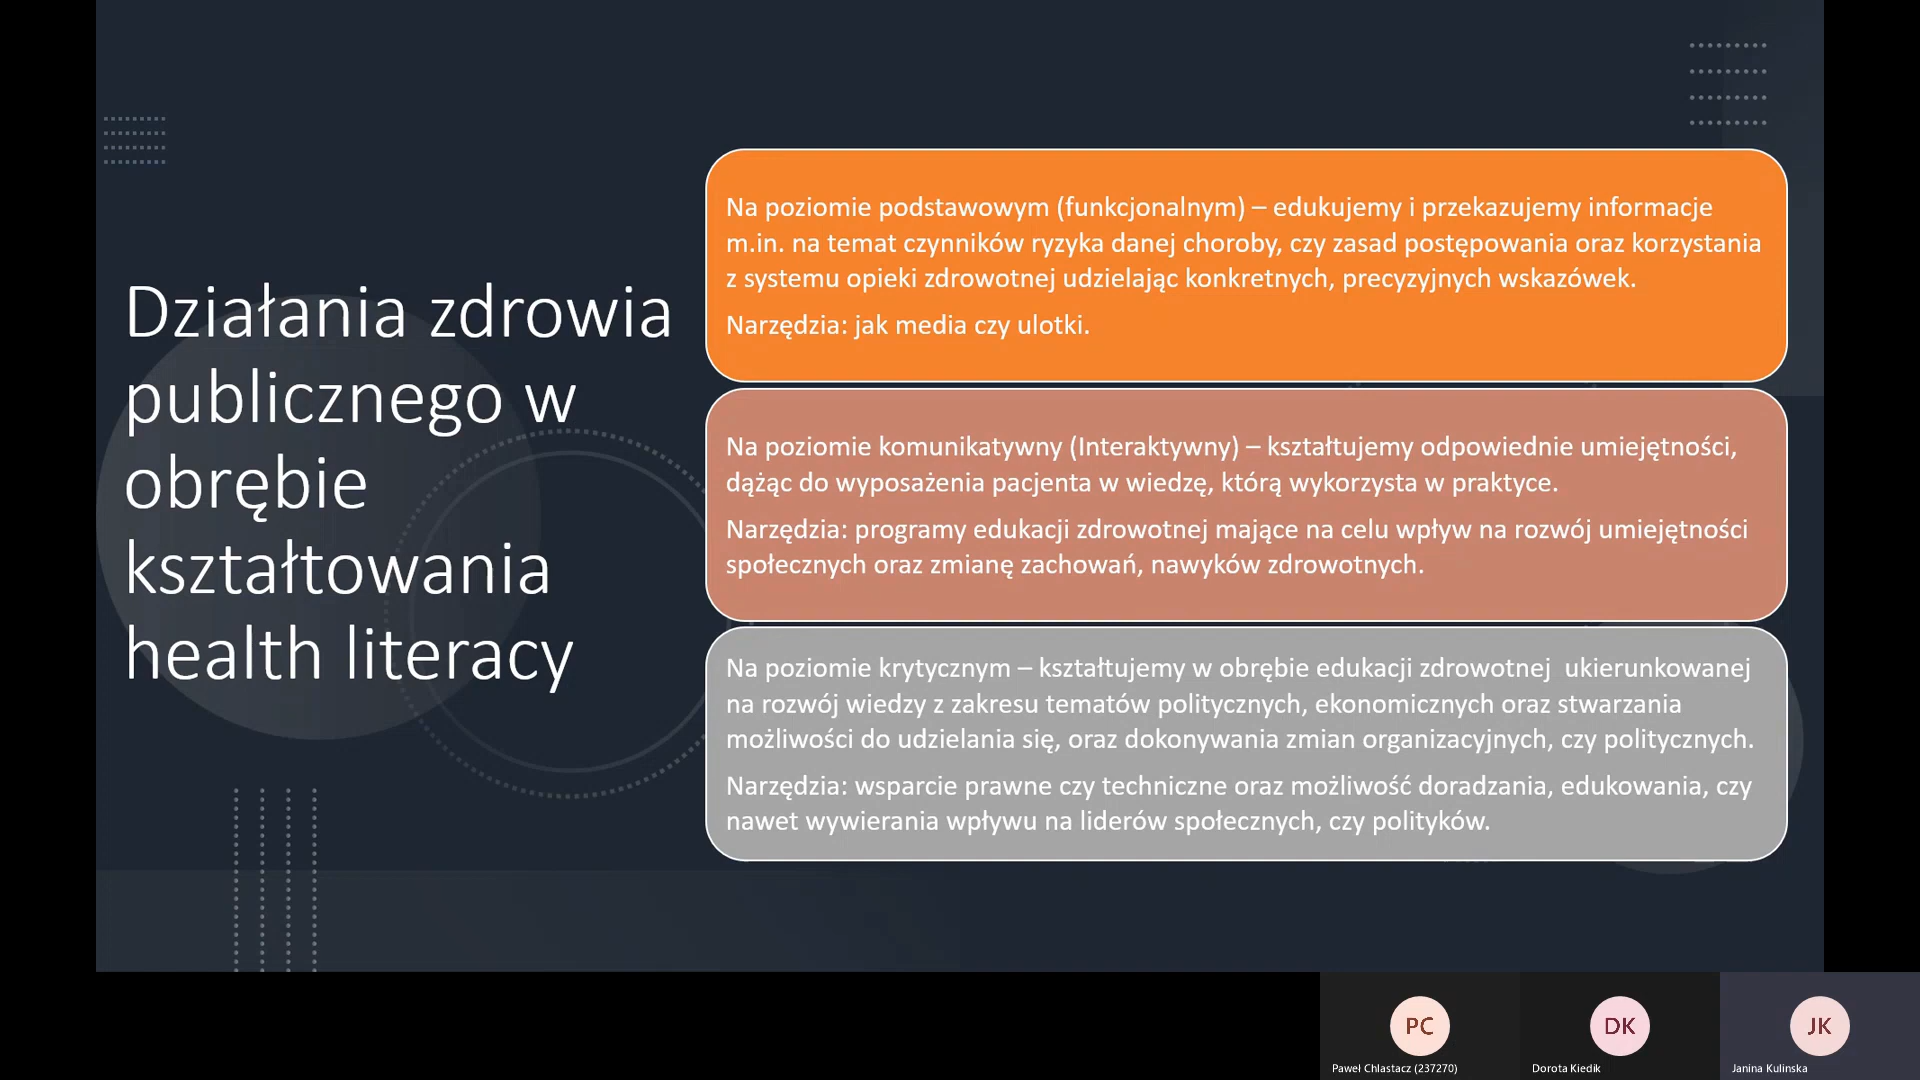 Działania zdrowia
publicznego w
obrębie
kształtowania
health literacy
Na poziomie podstawowym (funkcjonalnym) – edukujemy i przekazujemy informacje
m.in. na temat czynników ryzyka danej choroby, czy zasad postępowania oraz korzystania
z systemu opieki zdrowotnej udzielając konkretnych, precyzyjnych wskazówek.
Narzędzia: jak media czy ulotki.
Na poziomie komunikatywny (Interaktywny) – kształtujemy odpowiednie umiejętności,
dążąc do wyposażenia pacjenta w wiedzę, którą wykorzysta w praktyce.
Narzędzia: programy edukacji zdrowotnej mające na celu wpływ na rozwój umiejętności
społecznych oraz zmianę zachowań, nawyków zdrowotnych.
Na poziomie krytycznym – kształtujemy w obrębie edukacji zdrowotnej  ukierunkowanej
na rozwój wiedzy z zakresu tematów politycznych, ekonomicznych oraz stwarzania
możliwości do udzielania się, oraz dokonywania zmian organizacyjnych, czy politycznych.
Narzędzia: wsparcie prawne czy techniczne oraz możliwość doradzania, edukowania, czy
nawet wywierania wpływu na liderów społecznych, czy polityków.
PC
Paweł Chlastacz (237270)
DK
Dorota Kiedik
JK
Janina Kulinska